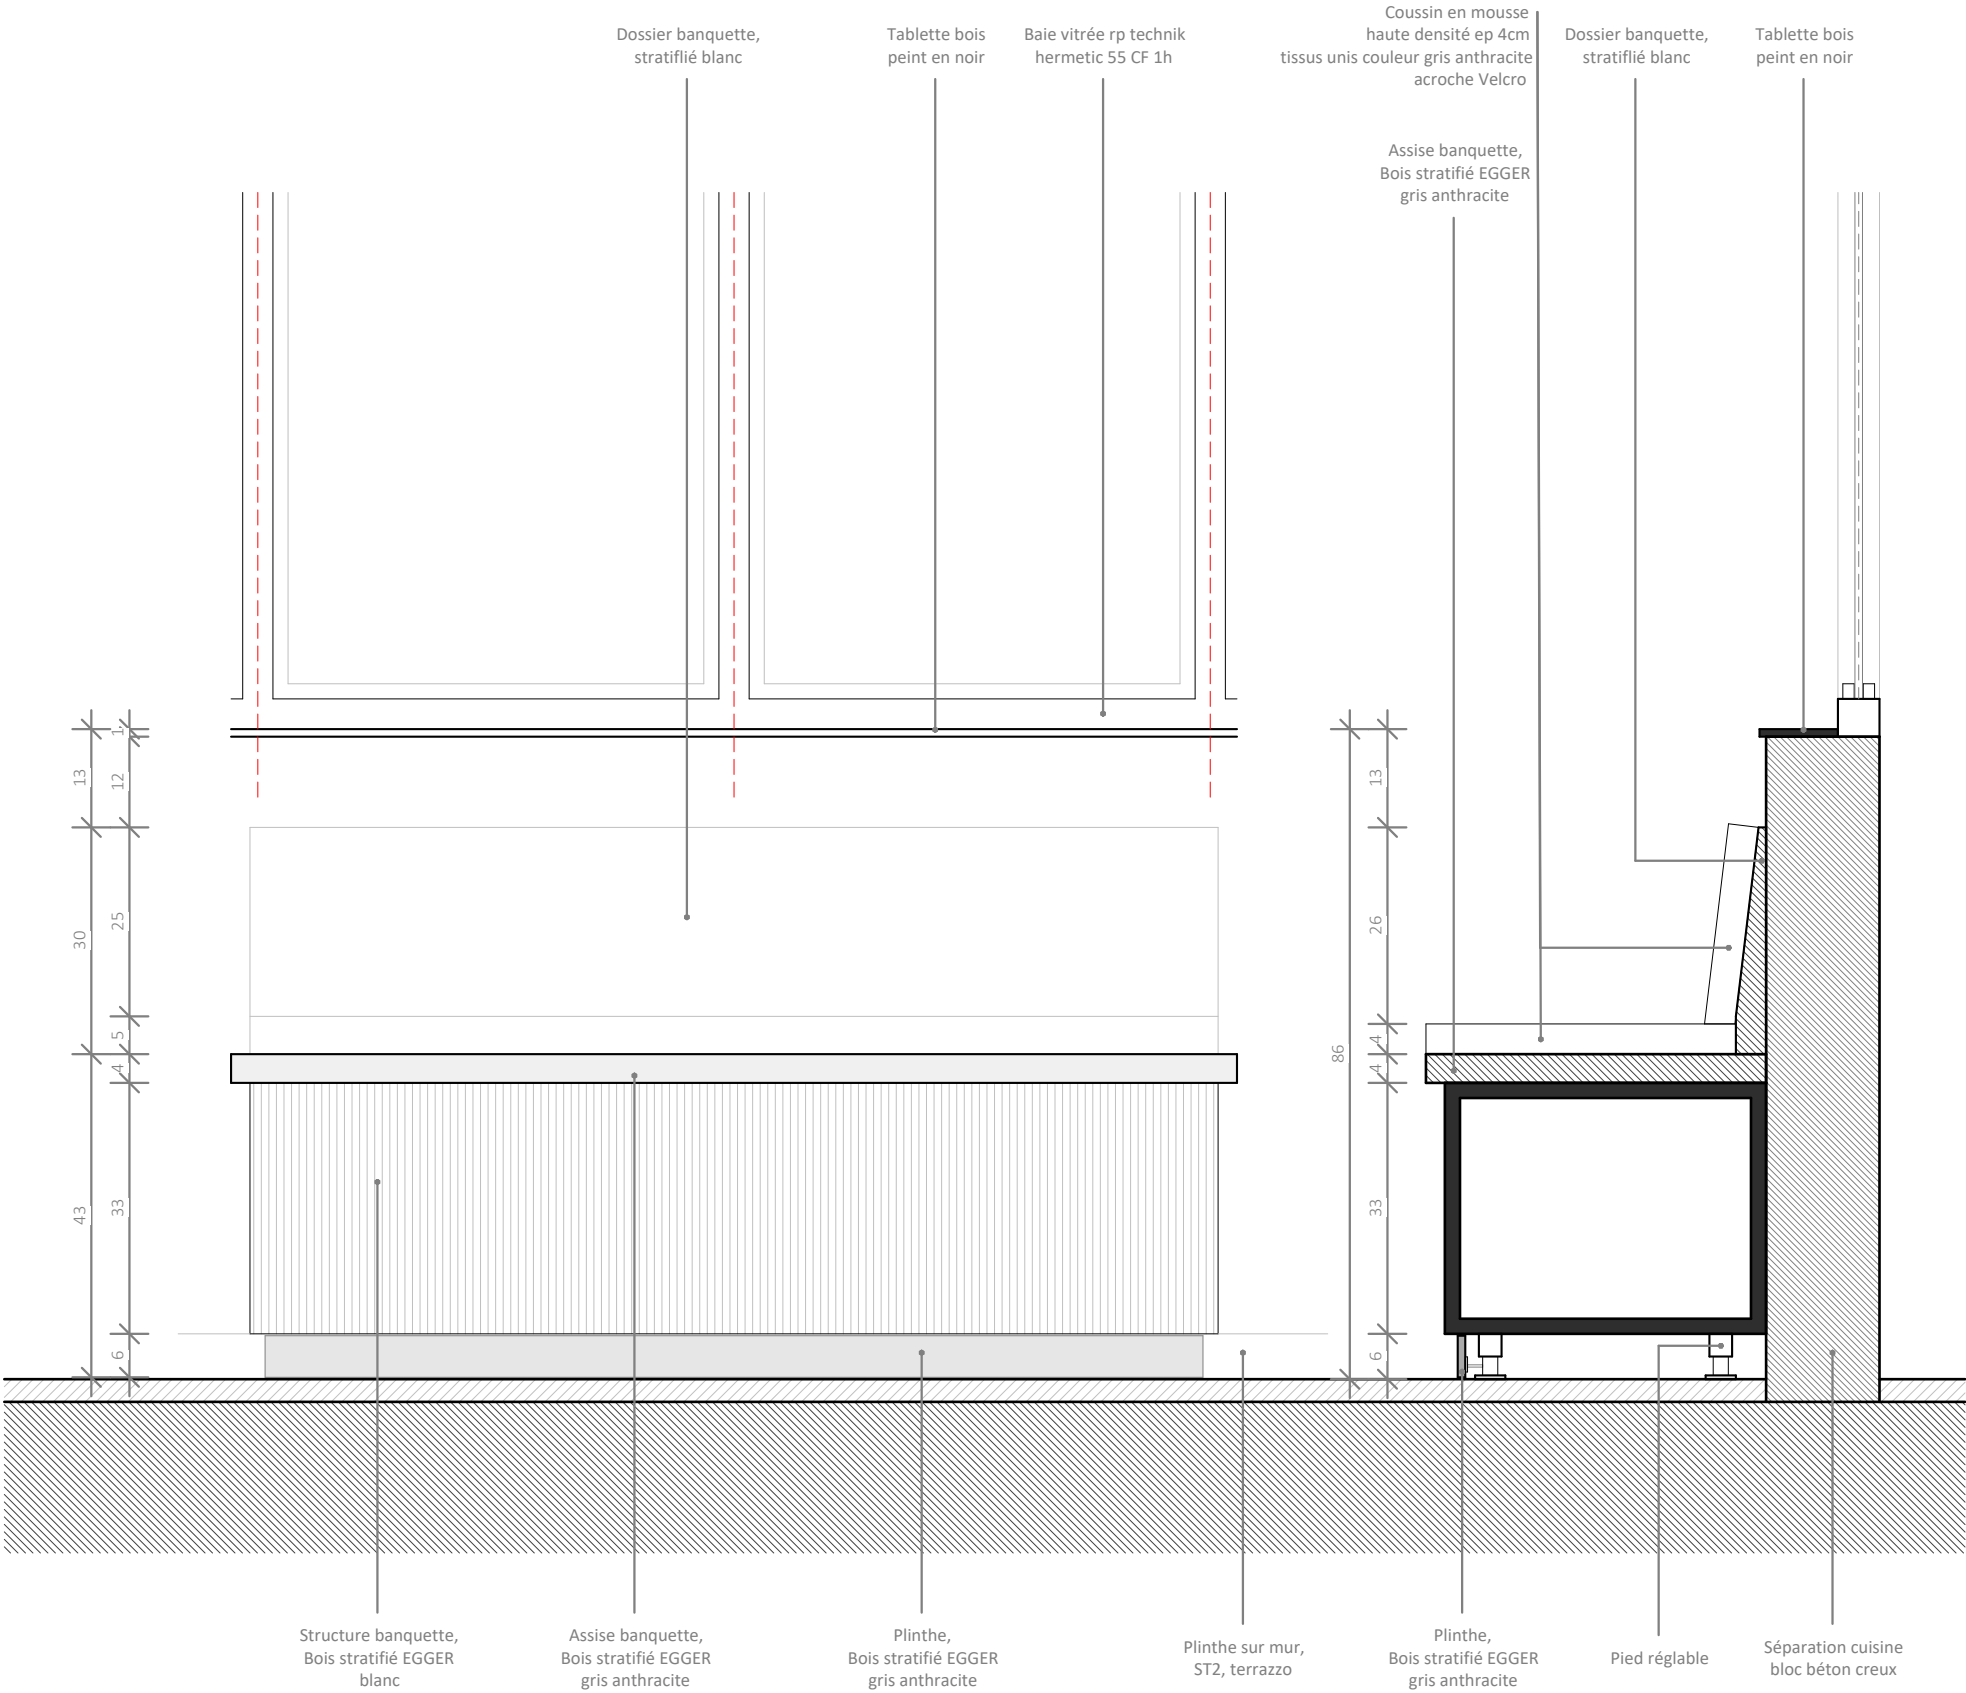 Dossier banquette,
stratiflié blanc
Tablette bois
peint en noir
Baie vitrée rp technik
hermetic 55 CF 1h
Coussin en mousse
haute densité ep 4cm
tissus unis couleur gris anthracite
acroche Velcro
Dossier banquette,
stratiflié blanc
Tablette bois
peint en noir
Assise banquette,
Bois stratifié EGGER
gris anthracite
13
30
43
1
12
25
5
4
33
6
86
13
26
4
4
33
6
Structure banquette,
Bois stratifié EGGER
blanc
Assise banquette,
Bois stratifié EGGER
gris anthracite
Plinthe,
Bois stratifié EGGER
gris anthracite
Plinthe sur mur,
ST2, terrazzo
Plinthe,
Bois stratifié EGGER
gris anthracite
Pied réglable
Séparation cuisine
bloc béton creux